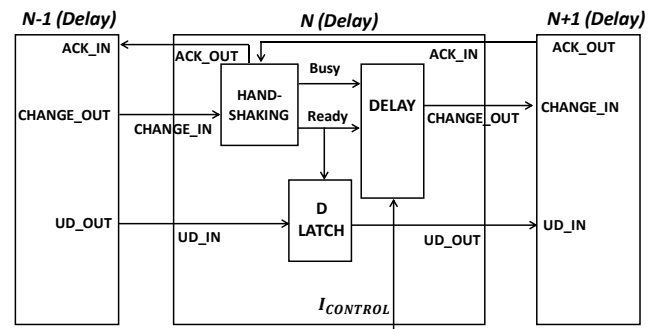 N-1 (Delay) N (Delay) N+1 (Delay)
ACK_IN ACK_OUT ACK_IN ACK_OUT
Busy
HAND-
SHAKING
DELAY
CHANGE_OUT CHANGE_IN Ready CHANGE_OUT CHANGE_IN
D
LATCH
UD_OUT UD_IN UD_OUT UD_IN
I_CONTROL